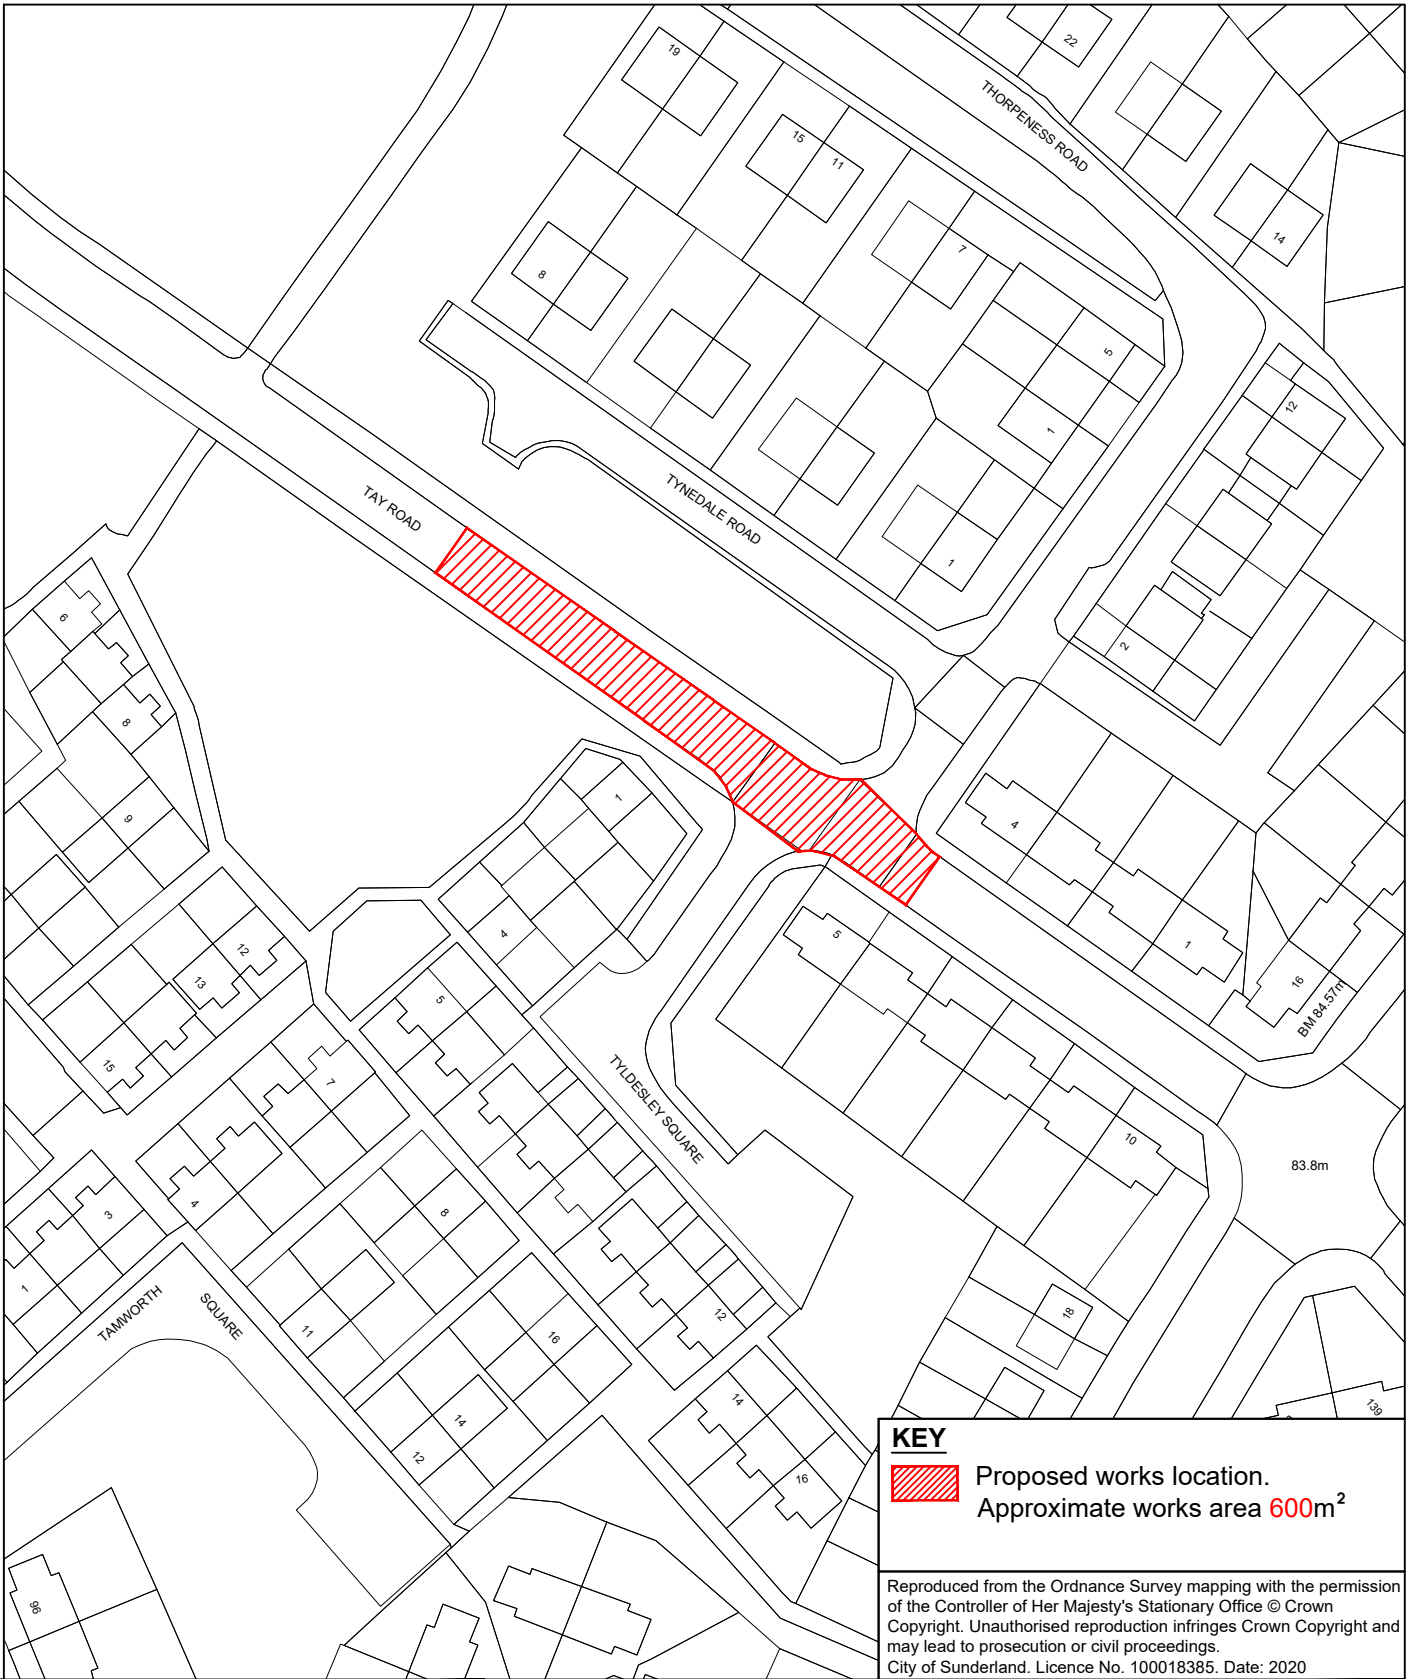 19
22
THORPENESS ROAD
15
11
7
14
8
5
1
12
TAY ROAD
TYNEDALE ROAD
1
2
6
8
9
1
4
4
5
1
16
BM 84.57m
12
13
5
15
7
TYLDESLEY SQUARE
10
83.8m
4
8
3
1
TAMWORTH
SQUARE
11
16
12
18
14
12
14
16
139
96
KEY
Proposed works location.
Approximate works area 600m²
Reproduced from the Ordnance Survey mapping with the permission
of the Controller of Her Majesty's Stationary Office © Crown
Copyright. Unauthorised reproduction infringes Crown Copyright and
may lead to prosecution or civil proceedings.
City of Sunderland. Licence No. 100018385. Date: 2020